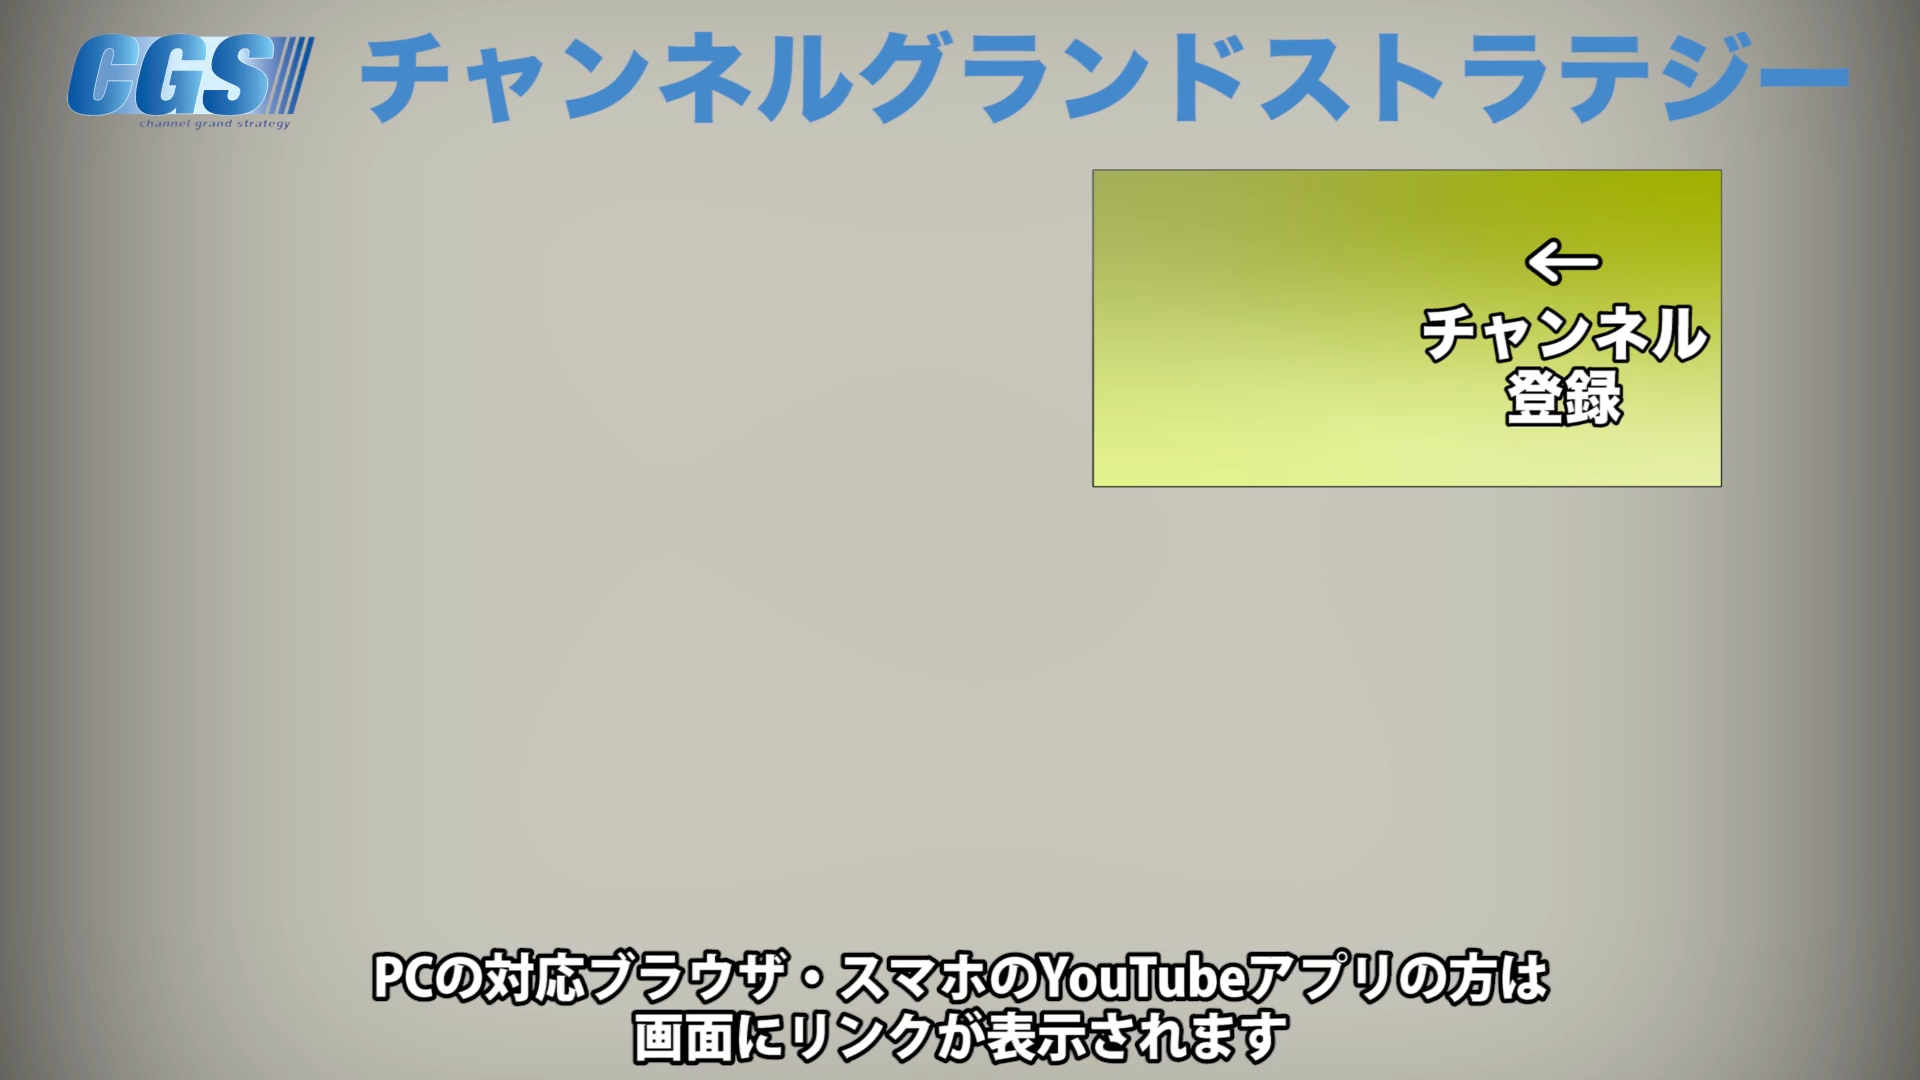 CGS
channel grand strategy
チャンネルグランドストラテジー
←
チャンネル
登録
PCの対応ブラウザ・スマホのYouTubeアプリの方は
画面にリンクが表示されます